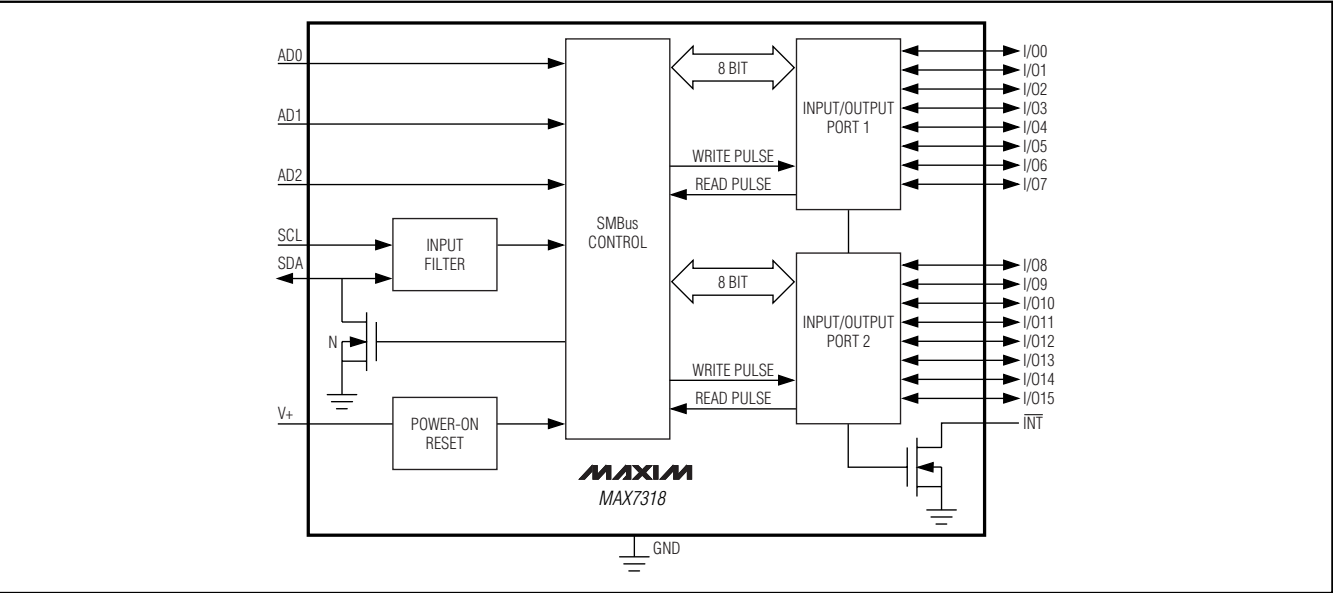 AD0
AD1
AD2
SCL
SDA
N
V+
INPUT
FILTER
POWER-ON
RESET
SMBus
CONTROL
8 BIT
WRITE PULSE
READ PULSE
8 BIT
WRITE PULSE
READ PULSE
INPUT/OUTPUT
PORT 1
INPUT/OUTPUT
PORT 2
I/O0
I/O1
I/O2
I/O3
I/O4
I/O5
I/O6
I/O7
I/O8
I/O9
I/O10
I/O11
I/O12
I/O13
I/O14
I/O15
INT
MAXIM
MAX7318
GND